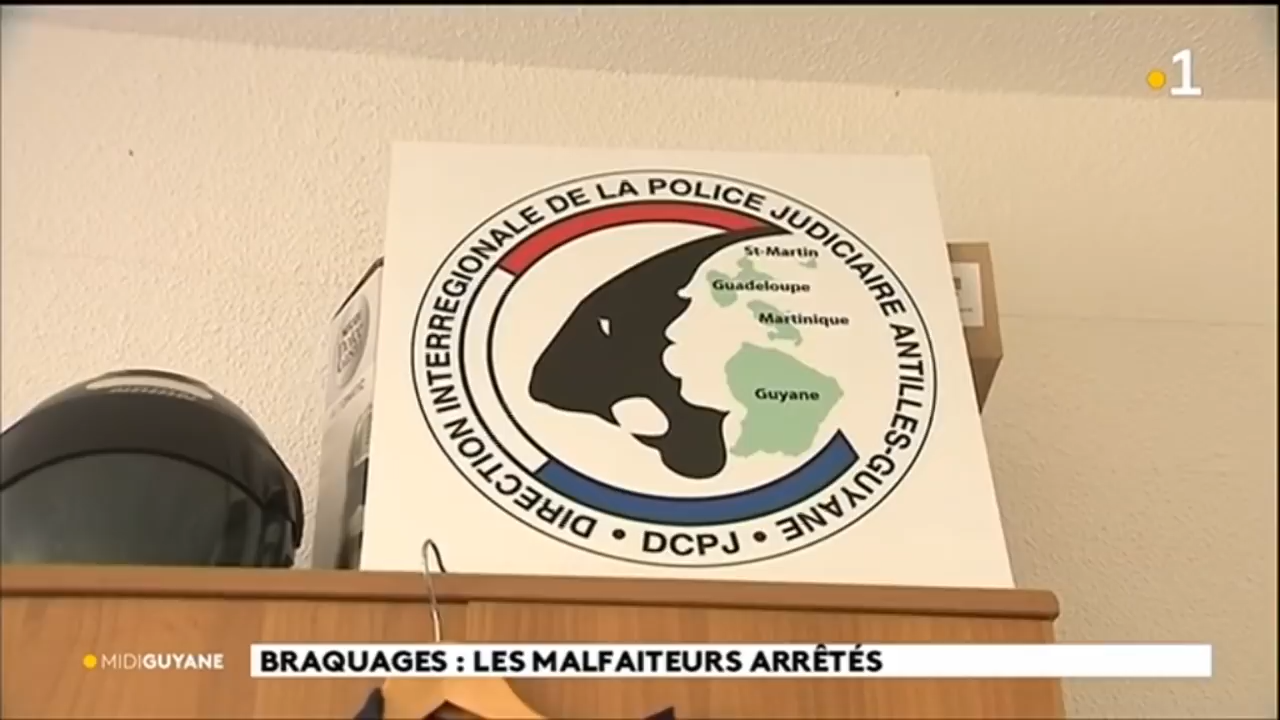 1
DIRECTION INTERREGIONALE DE LA POLICE JUDICIAIRE ANTILLES-GUYANE
St-Martin
Guadeloupe
Martinique
Guyane
• DCPJ •
MIDIGUYANE
BRAQUAGES : LES MALFAITEURS ARRÊTÉS